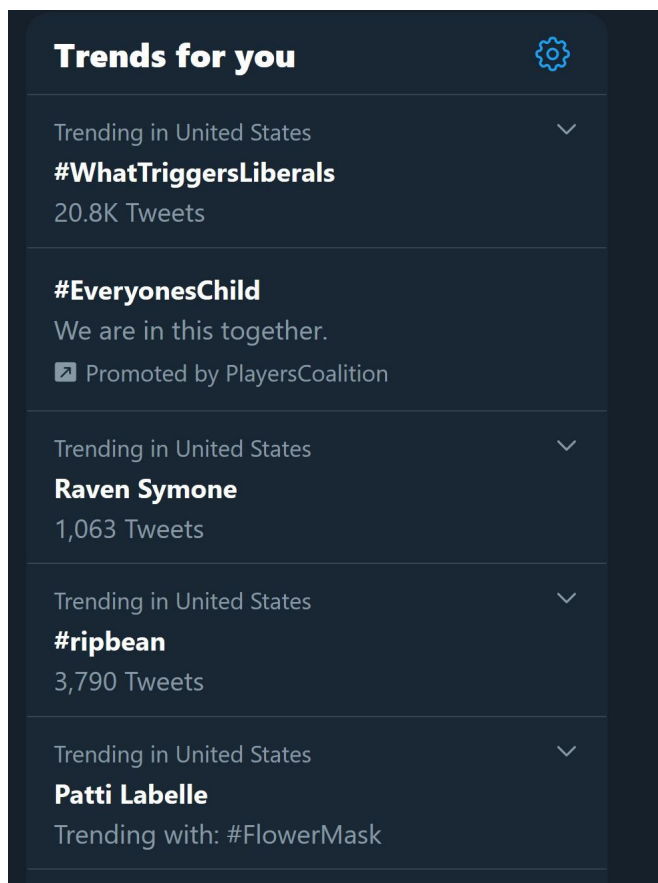 Trends for you
Trending in United States
#WhatTriggersLiberals
20.8K Tweets
#EveryonesChild
We are in this together.
Promoted by PlayersCoalition
Trending in United States
Raven Symone
1,063 Tweets
Trending in United States
#ripbean
3,790 Tweets
Trending in United States
Patti Labelle
Trending with: #FlowerMask